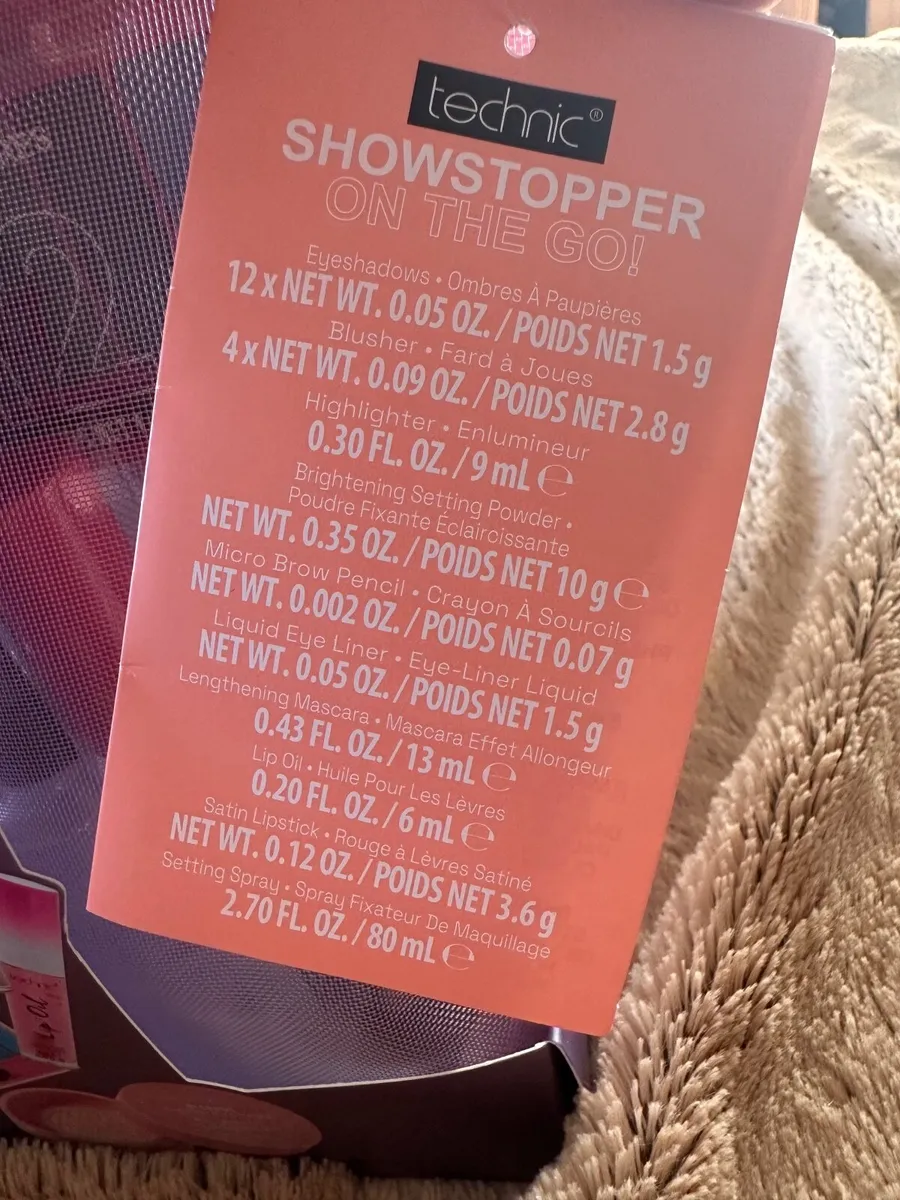 technic®
SHOWSTOPPER
ON THE GO!
Eyeshadows • Ombres À Paupières
12 x NET WT. 0.05 OZ. / POIDS NET 1.5 g
Blusher • Fard à Joues
4 x NET WT. 0.09 OZ. / POIDS NET 2.8 g
Highlighter • Enlumineur
0.30 FL. OZ. / 9 mL ℮
Brightening Setting Powder •
Poudre Fixante Éclaircissante
NET WT. 0.35 OZ. / POIDS NET 10 g ℮
Micro Brow Pencil • Crayon À Sourcils
NET WT. 0.002 OZ. / POIDS NET 0.07 g
Liquid Eye Liner • Eye-Liner Liquid
NET WT. 0.05 OZ. / POIDS NET 1.5 g
Lengthening Mascara • Mascara Effet Allongeur
0.43 FL. OZ. / 13 mL ℮
Lip Oil • Huile Pour Les Lèvres
0.20 FL. OZ. / 6 mL ℮
Satin Lipstick • Rouge à Lèvres Satiné
NET WT. 0.12 OZ. / POIDS NET 3.6 g
Setting Spray • Spray Fixateur De Maquillage
2.70 FL. OZ. / 80 mL ℮
Lip Oil